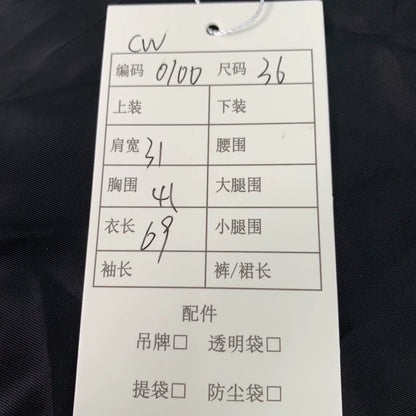 CW
编码 0100 尺码 36
上装 下装
肩宽 31 腰围
胸围 41 大腿围
衣长 69 小腿围
袖长 裤/裙长
配件
吊牌□ 透明袋□
提袋□ 防尘袋□